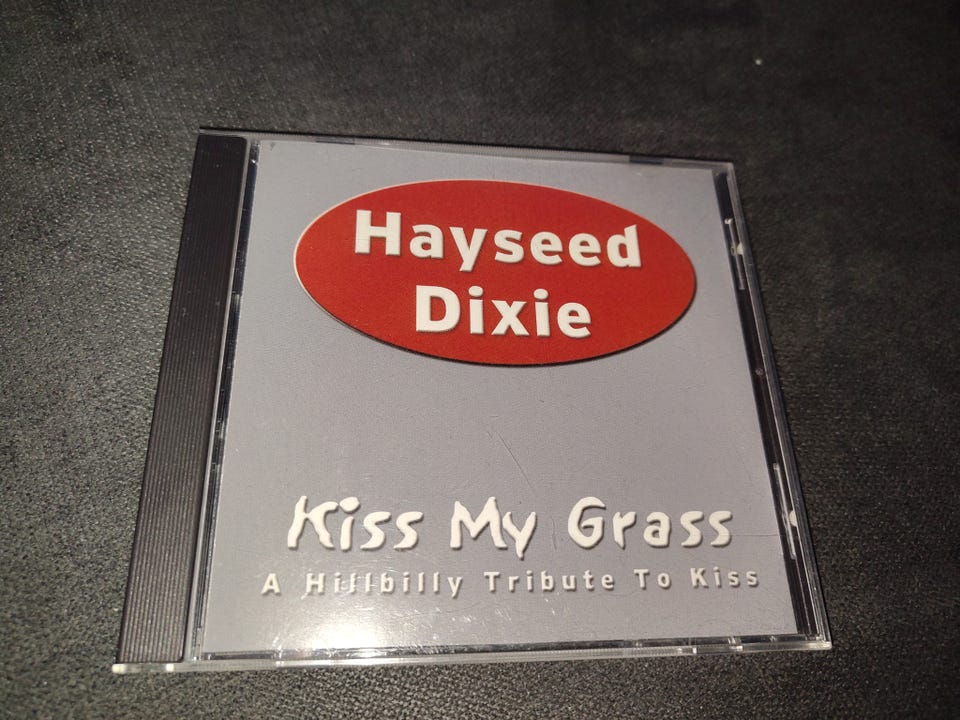 Hayseed
Dixie
Kiss My Grass
A Hillbilly Tribute To Kiss